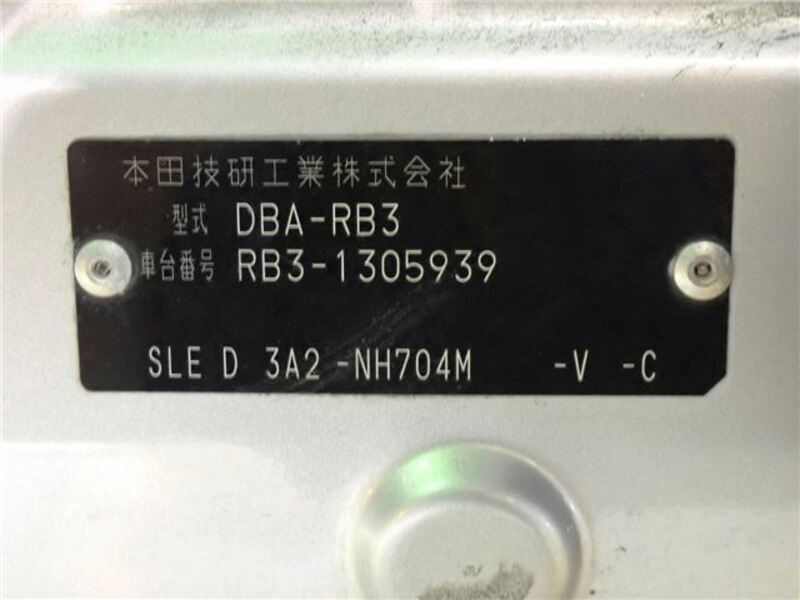 本田技研工業株式会社
型式 DBA-RB3
車台番号 RB3-1305939
SLE D 3A2 -NH704M -V -C